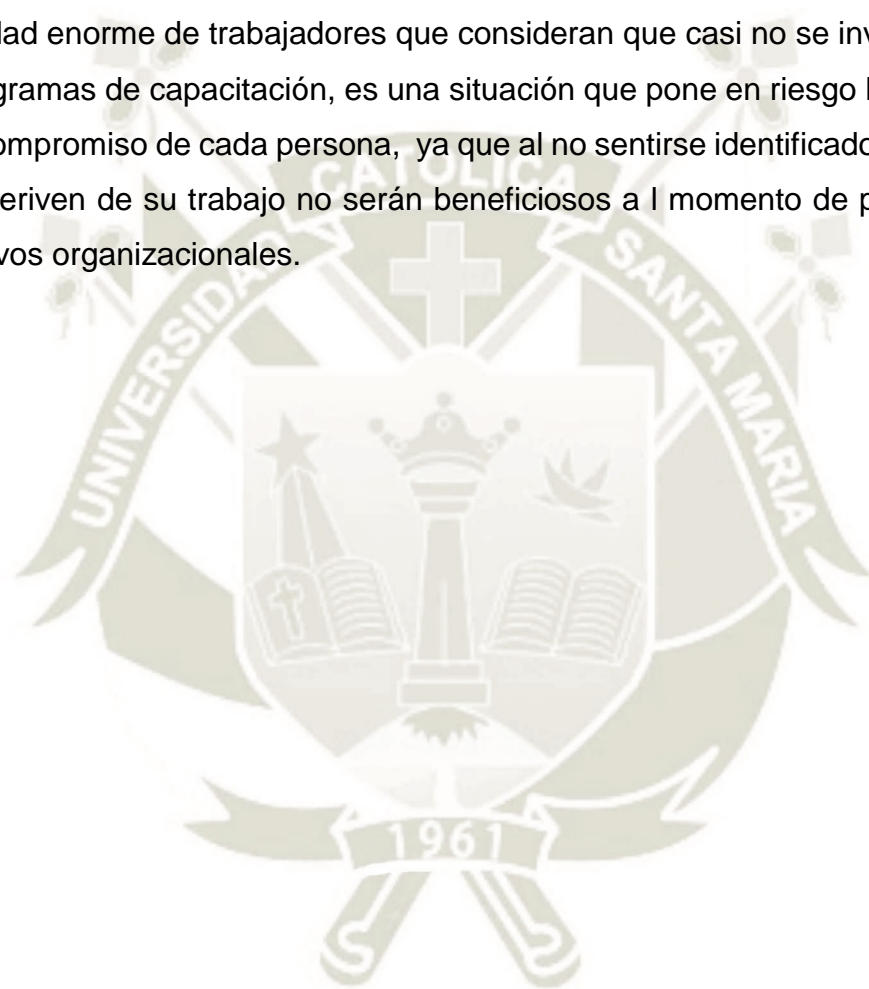 dad enorme de trabajadores que consideran que casi no se inv
gramas de capacitación, es una situación que pone en riesgo l
ompromiso de cada persona, ya que al no sentirse identificado
eriven de su trabajo no serán beneficiosos a l momento de p
vos organizacionales.
UNIVERSIDAD CATOLICA SANTA MARIA
1961